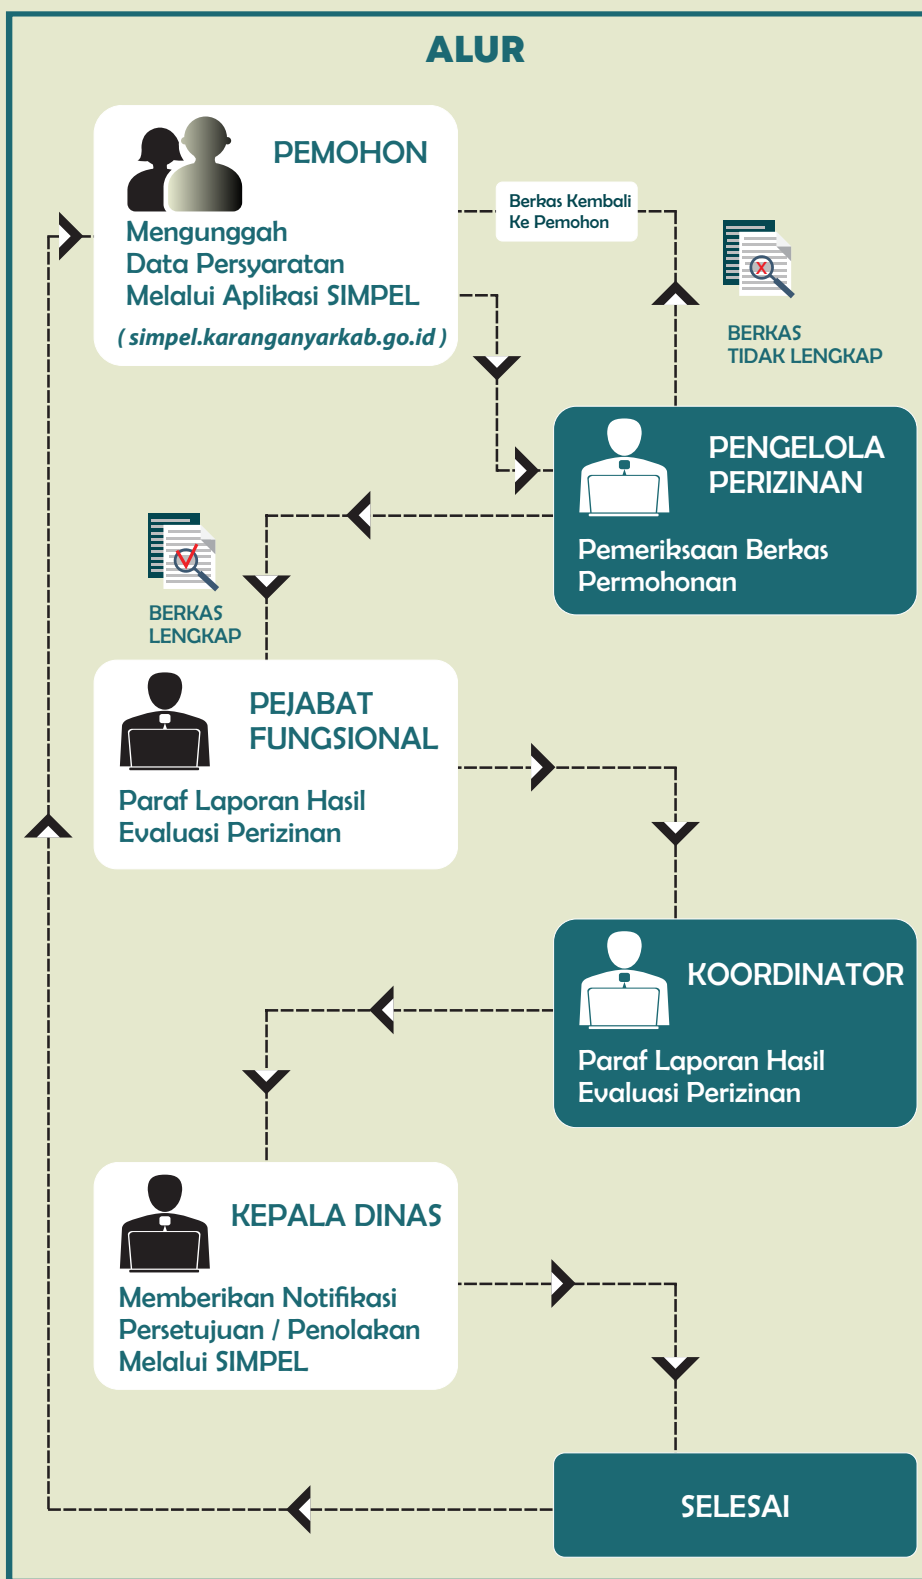 ALUR
PEMOHON
Mengunggah
Data Persyaratan
Melalui Aplikasi SIMPEL
( simpel.karanganyarkab.go.id )
Berkas Kembali
Ke Pemohon
X
BERKAS
TIDAK LENGKAP
PENGELOLA
PERIZINAN
Pemeriksaan Berkas
Permohonan
BERKAS
LENGKAP
PEJABAT
FUNGSIONAL
Paraf Laporan Hasil
Evaluasi Perizinan
KOORDINATOR
Paraf Laporan Hasil
Evaluasi Perizinan
KEPALA DINAS
Memberikan Notifikasi
Persetujuan / Penolakan
Melalui SIMPEL
SELESAI